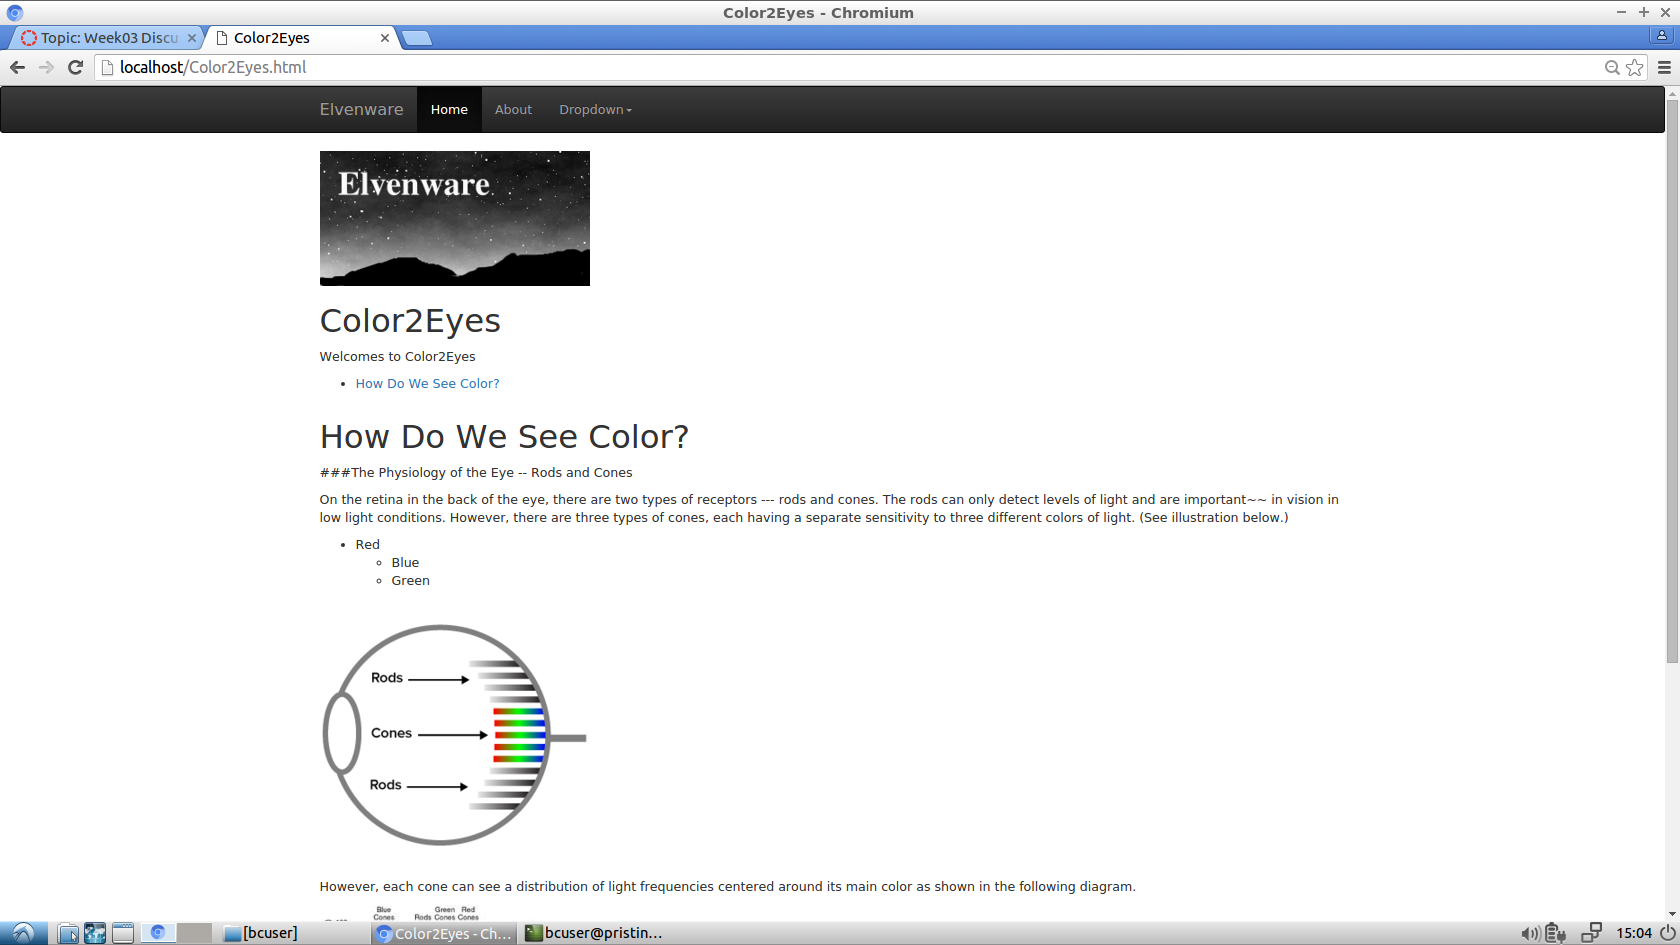 Color2Eyes - Chromium
Topic: Week03 Discu
Color2Eyes
localhost/Color2Eyes.html
Elvenware Home About Dropdown
Elvenware
Color2Eyes
Welcomes to Color2Eyes
How Do We See Color?
How Do We See Color?
###The Physiology of the Eye -- Rods and Cones
On the retina in the back of the eye, there are two types of receptors --- rods and cones. The rods can only detect levels of light and are important~~ in vision in
low light conditions. However, there are three types of cones, each having a separate sensitivity to three different colors of light. (See illustration below.)
Red
Blue
Green
Rods
Cones
Rods
However, each cone can see a distribution of light frequencies centered around its main color as shown in the following diagram.
Blue Green Red
Cones Rods Cones Cones
[bcuser] Color2Eyes - Ch... bcuser@pristin... 15:04